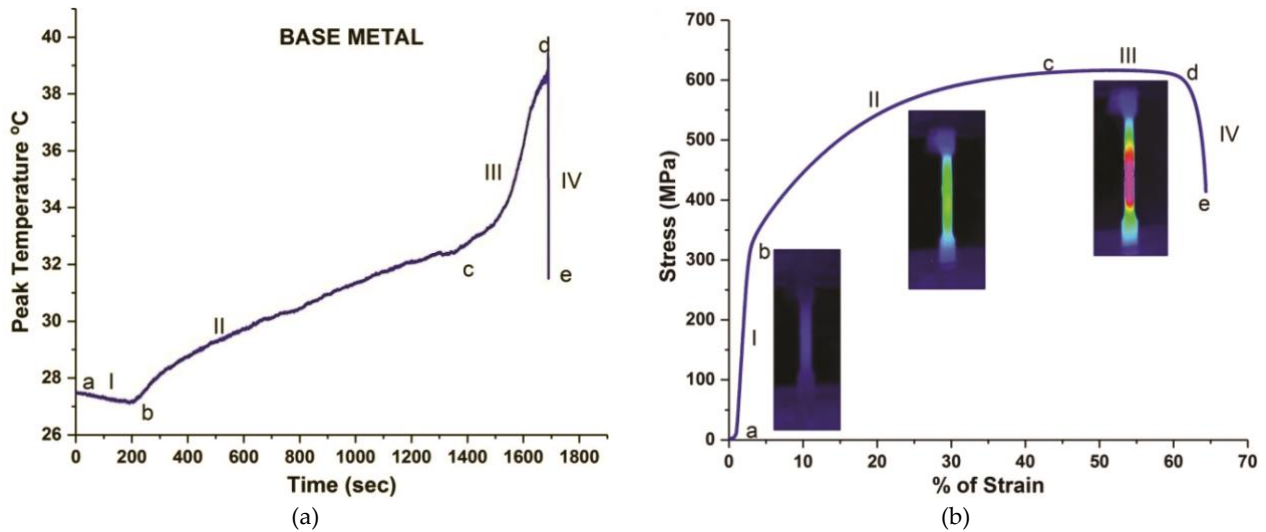 BASE METAL
40
38
36
34
32
30
28
26
Peak Temperature ºC
0
200
400
600
800
1000
1200
1400
1600
1800
Time (sec)
a
I
b
II
c
III
d
IV
e
(a)
700
600
500
400
300
200
100
0
Stress (MPa)
0
10
20
30
40
50
60
70
% of Strain
a
I
b
II
c
III
d
IV
e
(b)